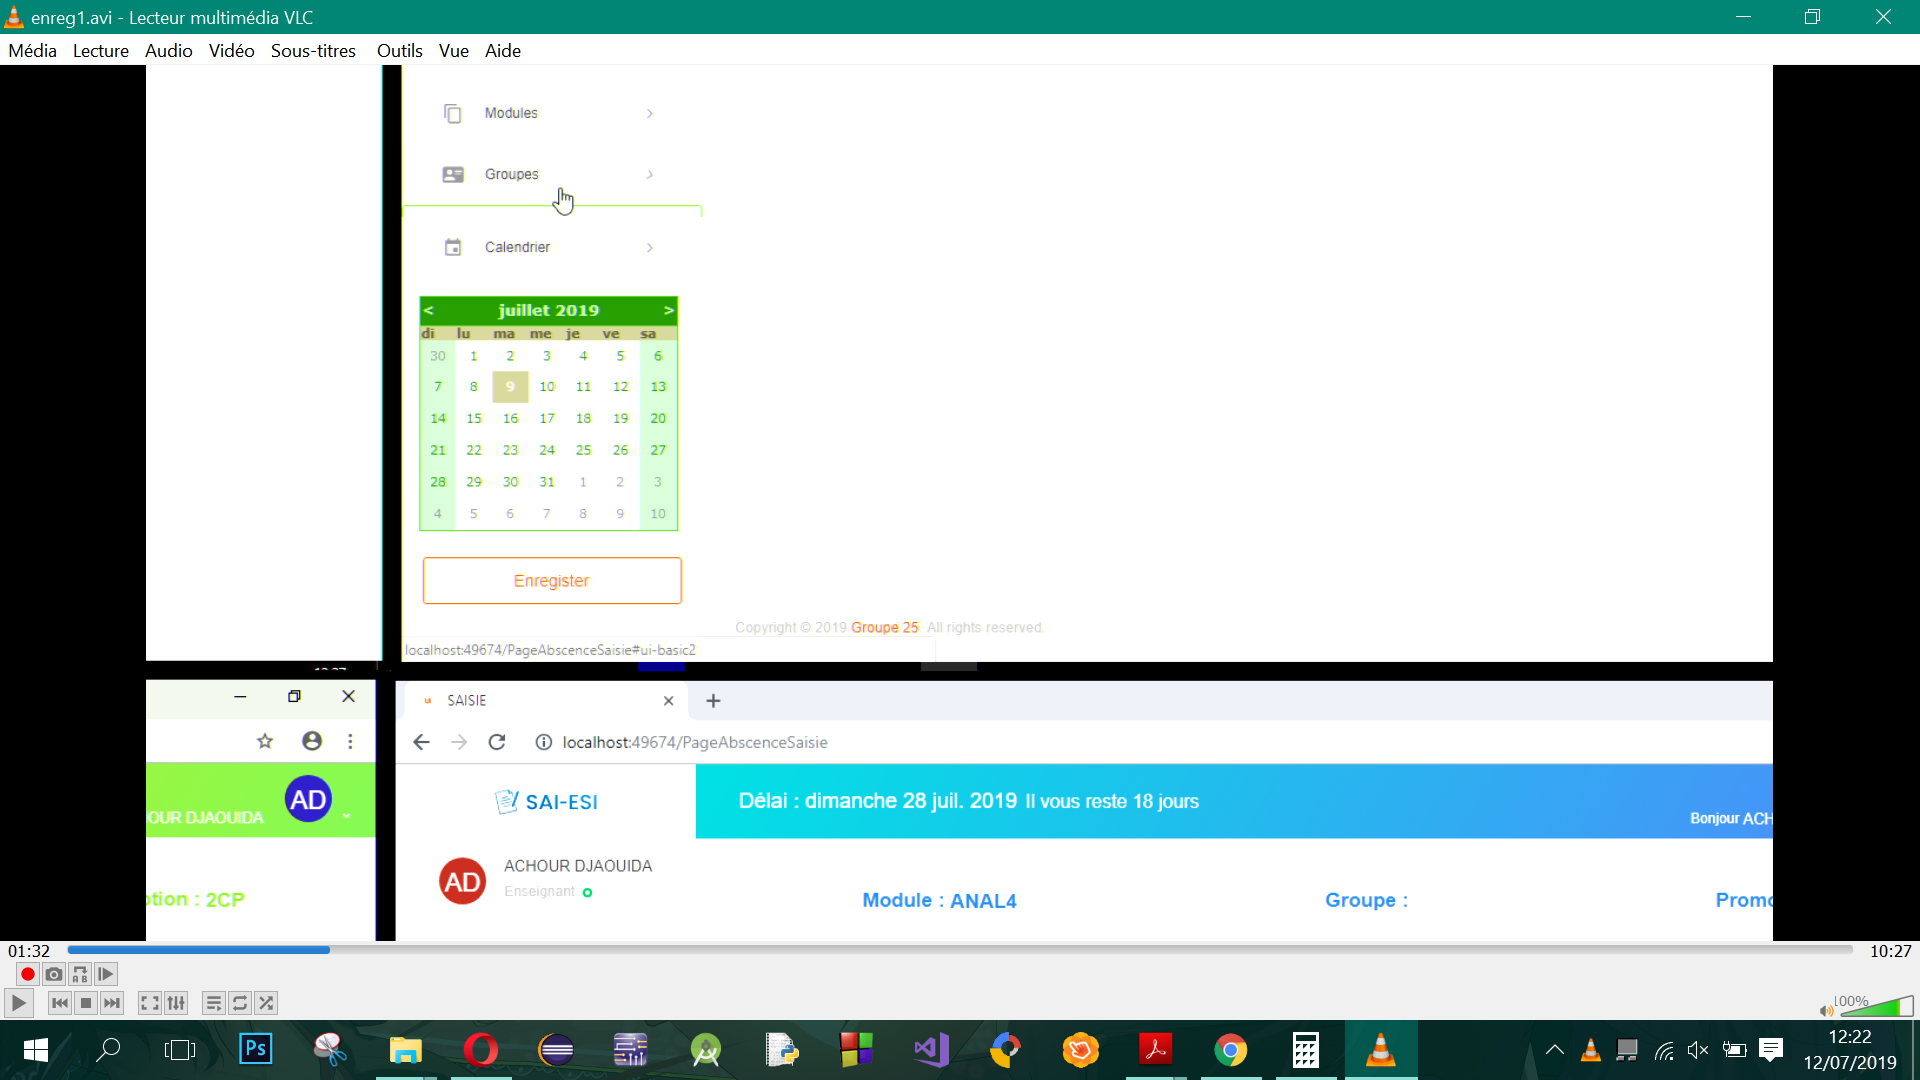 enreg1.avi - Lecteur multimédia VLC
Média Lecture Audio Vidéo Sous-titres Outils Vue Aide
Modules
Groupes
Calendrier
< juillet 2019 >
di lu ma me je ve sa
30 1 2 3 4 5 6
7 8 9 10 11 12 13
14 15 16 17 18 19 20
21 22 23 24 25 26 27
28 29 30 31 1 2 3
4 5 6 7 8 9 10
Enregister
Copyright © 2019 Groupe 25. All rights reserved.
localhost:49674/PageAbscenceSaisie#ui-basic2
SAISIE
localhost:49674/PageAbscenceSaisie
AD
OUR DJAOUIDA
SAI-ESI
Délai : dimanche 28 juil. 2019 Il vous reste 18 jours
Bonjour ACH
AD
ACHOUR DJAOUIDA
Enseignant
otion : 2CP
Module : ANAL4
Groupe :
Promo
01:32
10:27
100%
Ps
12:22
12/07/2019